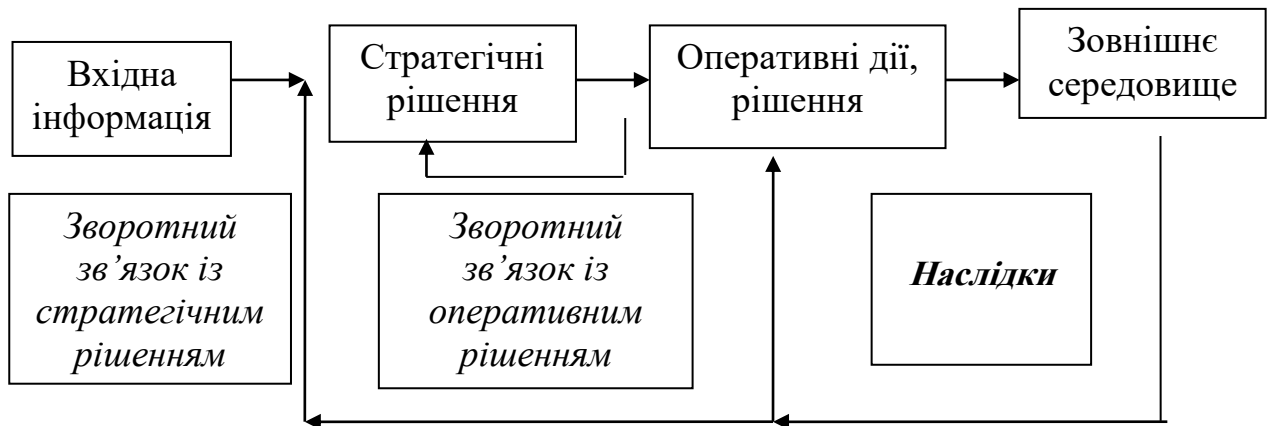 Вхідна
інформація
Стратегічні
рішення
Оперативні дії,
рішення
Зовнішнє
середовище
Зворотний
зв’язок із
стратегічним
рішенням
Зворотний
зв’язок із
оперативним
рішенням
Наслідки